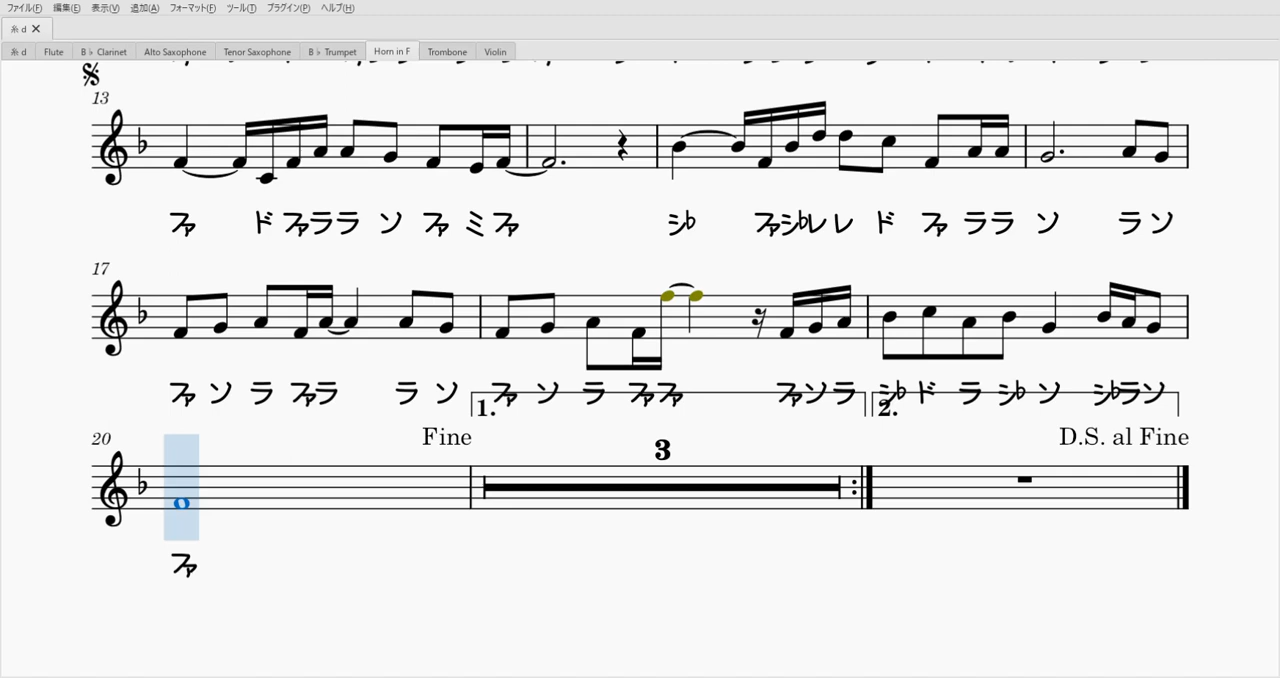 ファイル(F) 編集(E) 表示(V) 追加(A) フォーマット(F) ツール(T) プラグイン(P) ヘルプ(H)
糸 d ✕
糸 d Flute B♭ Clarinet Alto Saxophone Tenor Saxophone B♭ Trumpet Horn in F Trombone Violin
13
ファ ド ファ ラ ラ ソ ファ ミ ファ シ♭ ファ シ♭ レ レ ド ファ ラ ラ ソ ラ ソ
17
ファ ソ ラ ファ ラ ラ ソ ファ ソ ラ ファ ファ ファ ソ ラ シ♭ ド ラ シ♭ ソ シ♭ ラ ソ
1. 2.
20 Fine 3 D.S. al Fine
ファ